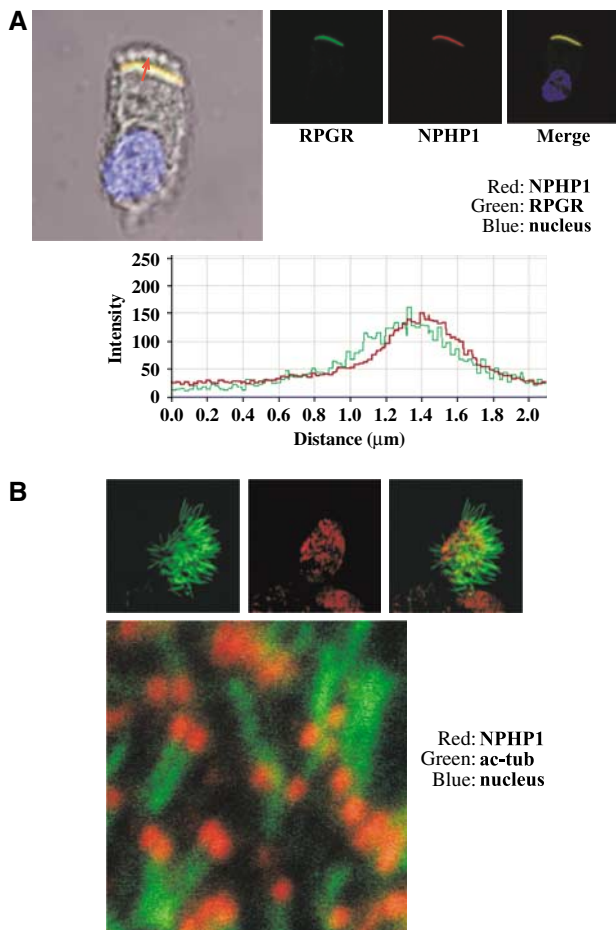 A
RPGR NPHP1 Merge
Red: NPHP1
Green: RPGR
Blue: nucleus
250
200
150
100
50
0
Intensity
0.0 0.2 0.4 0.6 0.8 1.0 1.2 1.4 1.6 1.8 2.0
Distance (μm)
B
Red: NPHP1
Green: ac-tub
Blue: nucleus